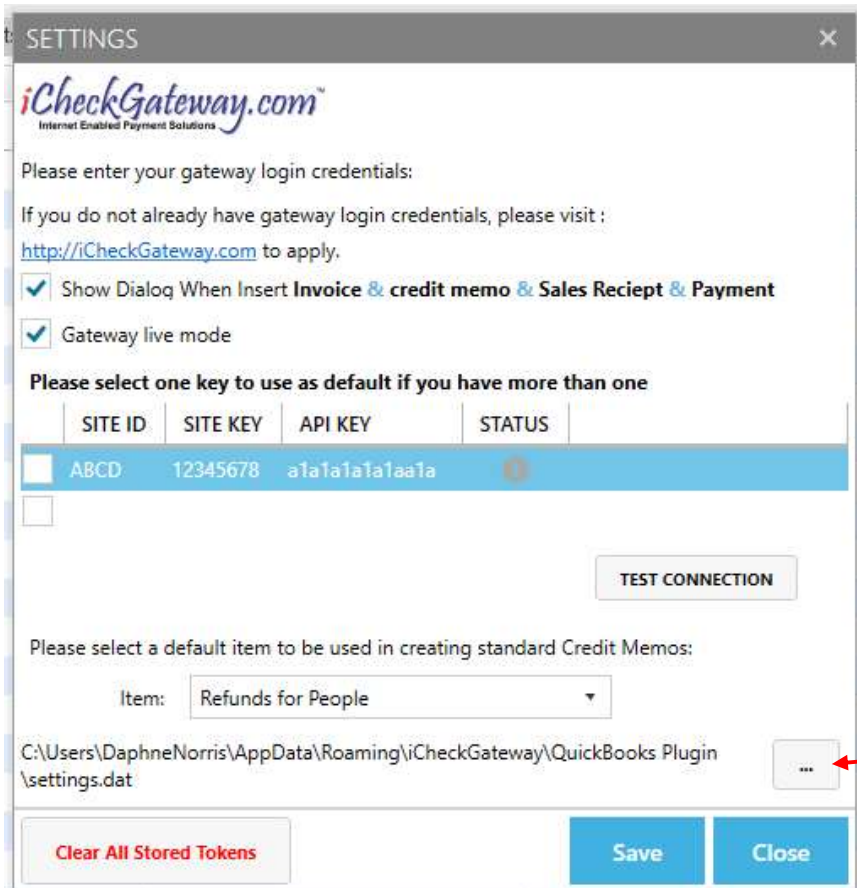 SETTINGS
iCheckGateway.com™
Internet Enabled Payment Solutions
Please enter your gateway login credentials:
If you do not already have gateway login credentials, please visit :
http://iCheckGateway.com to apply.
Show Dialog When Insert Invoice & credit memo & Sales Reciept & Payment
Gateway live mode
Please select one key to use as default if you have more than one
SITE ID SITE KEY API KEY STATUS
ABCD 12345678 a1a1a1a1a1aa1a
TEST CONNECTION
Please select a default item to be used in creating standard Credit Memos:
Item: Refunds for People
C:\Users\DaphneNorris\AppData\Roaming\iCheckGateway\QuickBooks Plugin
\settings.dat
...
Clear All Stored Tokens Save Close